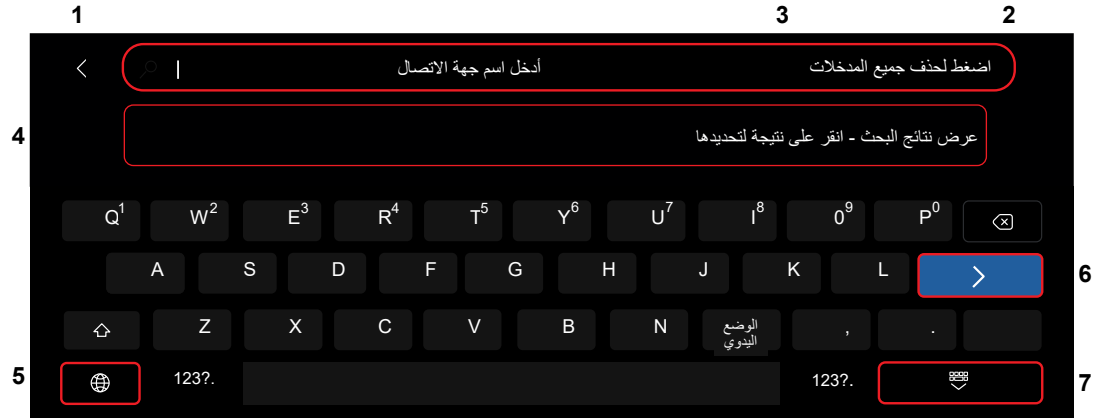 1 3 2
أدخل اسم جهة الاتصال اضغط لحذف جميع المدخلات
4 عرض نتائج البحث - انقر على نتيجة لتحديدها
Q1 W2 E3 R4 T5 Y6 U7 I8 09 P0
A S D F G H J K L 6
Z X C V B N الوضع , .
اليدوي
5 123?. 123?. 7